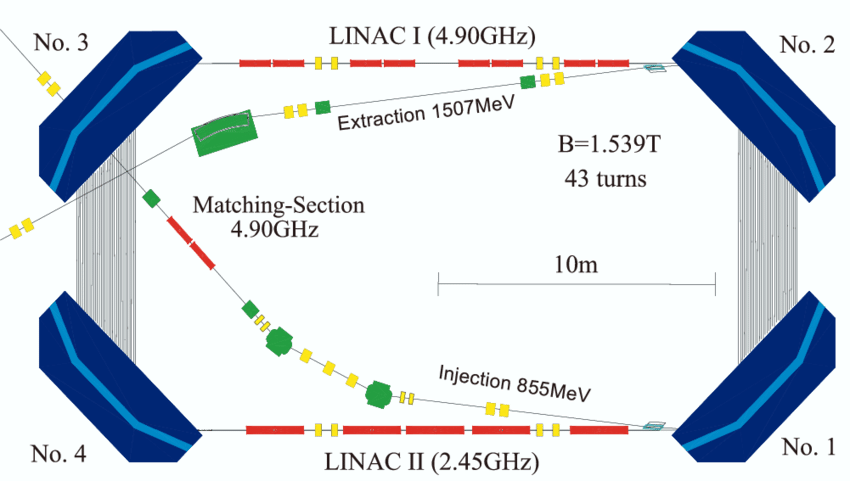 LINAC I (4.90GHz)
No. 3
No. 2
Extraction 1507MeV
B=1.539T
43 turns
Matching-Section
4.90GHz
10m
Injection 855MeV
No. 4
No. 1
LINAC II (2.45GHz)